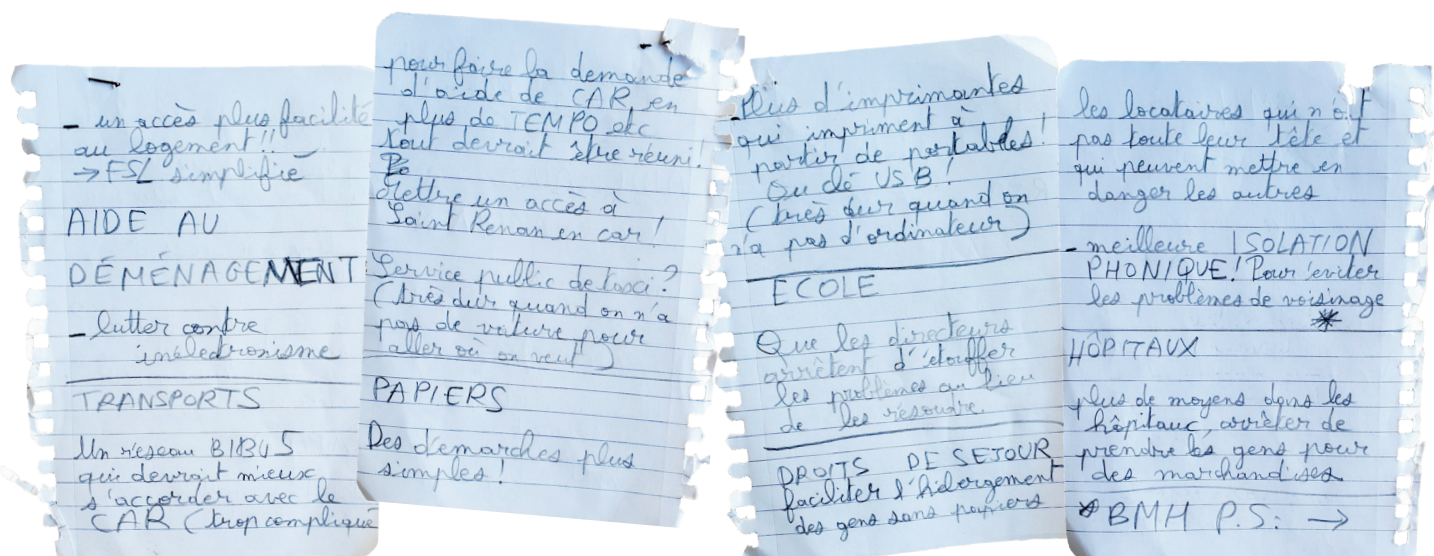 _ un accès plus facilité
au logement !!
→ FSL simplifié
AIDE AU
DÉMÉNAGEMENT
_ lutter contre
inélectronisme
TRANSPORTS
Un réseau BIBUS
qui devrait mieux
s'accorder avec le
CAR (trop compliqué
pour faire la demande
d'aide de CAR, en
plus de TEMPO etc
tout devrait être réuni!
Mettre un accès à
Saint Renan en car!
Service public de taxi?
(très dur quand on n'a
pas de voiture pour
aller où on veut)
PAPIERS
Des démarches plus
simples!
_ Plus d'imprimantes
qui impriment à
partir de portables!
Ou clé USB!
(très dur quand on
n'a pas d'ordinateur)
ECOLE
Que les directeurs
arrêtent d'étouffer
les problèmes au lieu
de les résoudre.
DROITS DE SEJOUR
faciliter l'hébergement
des gens sans papiers
les locataires qui n'ont
pas toute leur tête et
qui peuvent mettre en
danger les autres
_ meilleure ISOLATION
PHONIQUE! Pour éviter
les problèmes de voisinage
*
HÔPITAUX
plus de moyens dans les
hôpitaux, arrêter de
prendre les gens pour
des marchandises
* BMH P.S: →